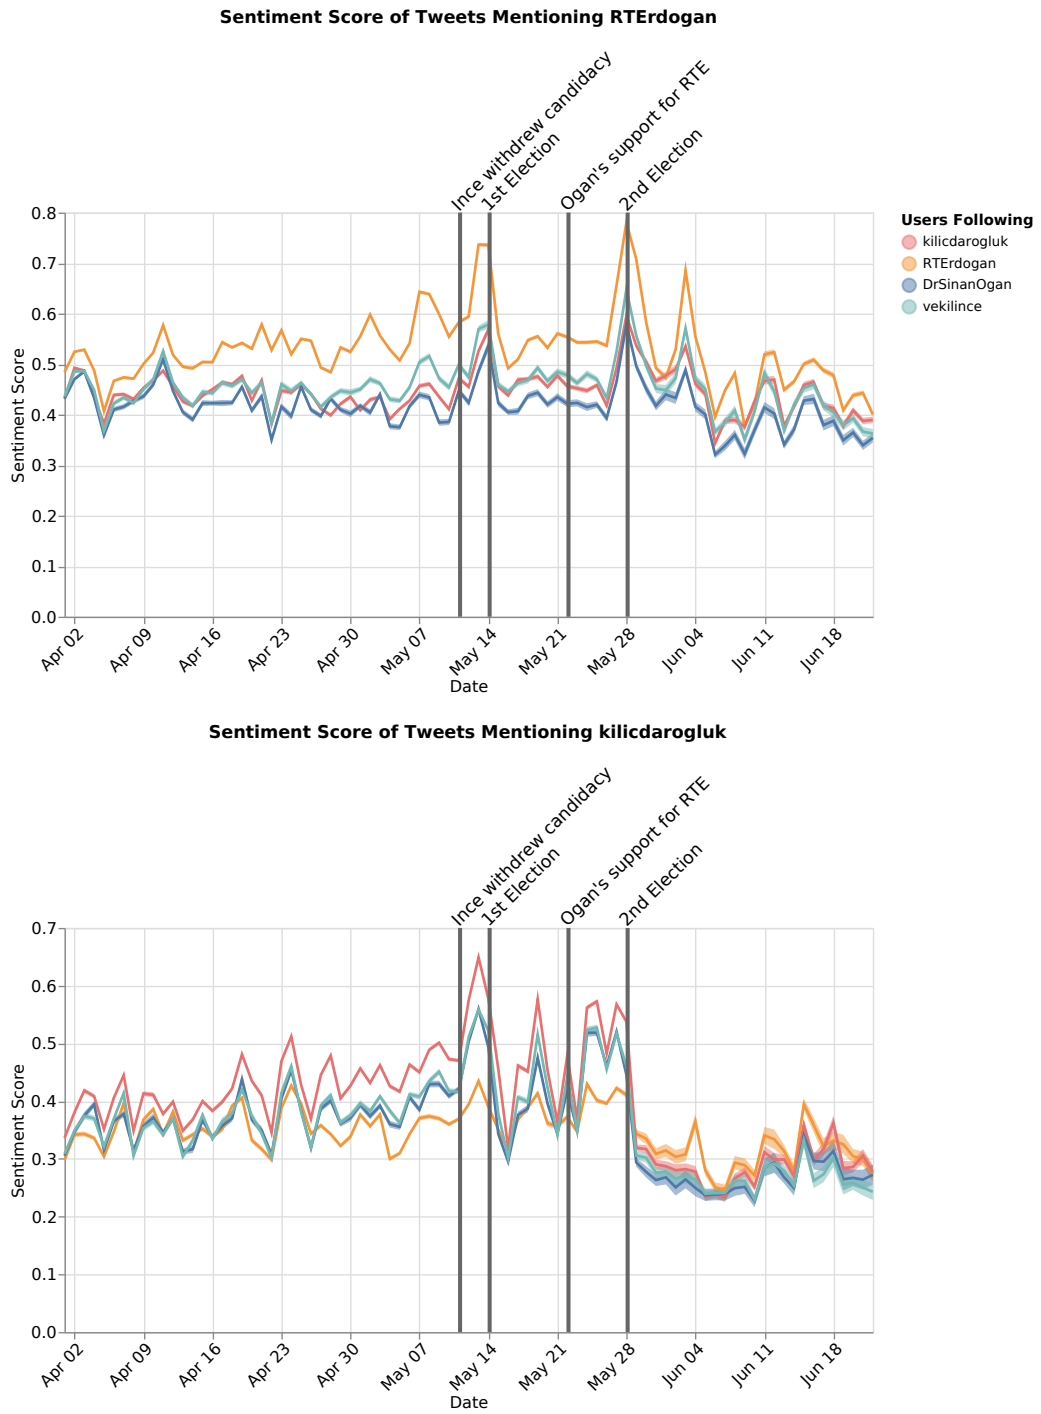 Sentiment Score of Tweets Mentioning RTErdogan
Ince withdrew candidacy
1st Election
Ogan's support for RTE
2nd Election
Users Following
kilicdarogluk
RTErdogan
DrSinanOgan
vekilince
Sentiment Score
0.8
0.7
0.6
0.5
0.4
0.3
0.2
0.1
0.0
Apr 02
Apr 09
Apr 16
Apr 23
Apr 30
May 07
May 14
May 21
May 28
Jun 04
Jun 11
Jun 18
Date
Sentiment Score of Tweets Mentioning kilicdarogluk
Ince withdrew candidacy
1st Election
Ogan's support for RTE
2nd Election
Sentiment Score
0.7
0.6
0.5
0.4
0.3
0.2
0.1
0.0
Apr 02
Apr 09
Apr 16
Apr 23
Apr 30
May 07
May 14
May 21
May 28
Jun 04
Jun 11
Jun 18
Date